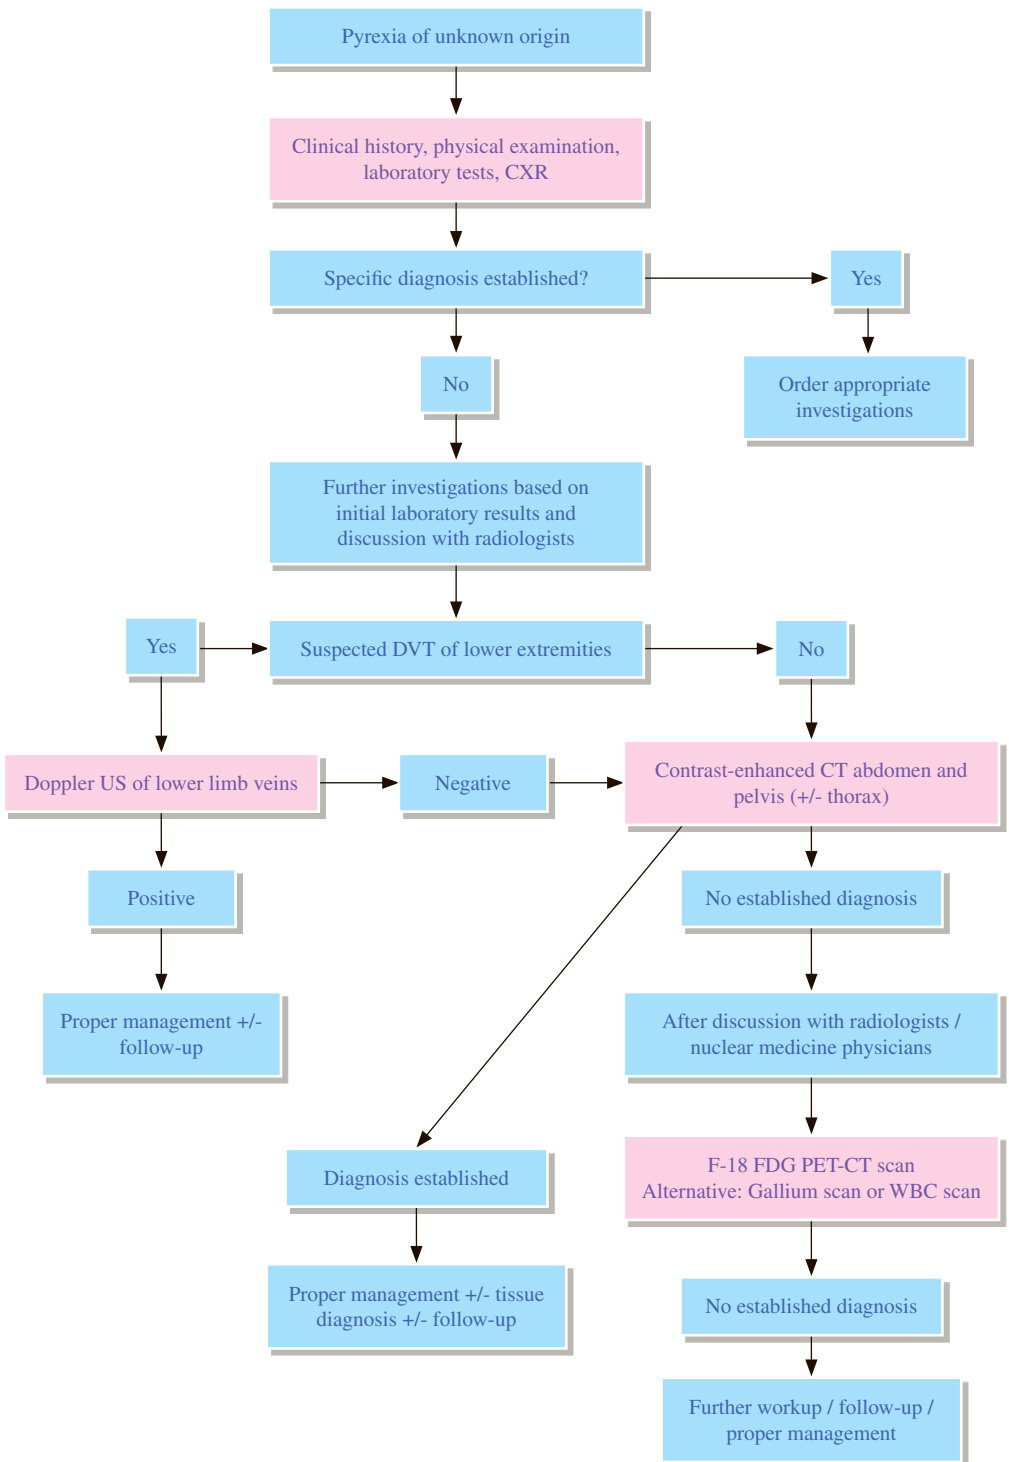 Pyrexia of unknown origin
Clinical history, physical examination,
laboratory tests, CXR
Specific diagnosis established?
Yes
No
Order appropriate
investigations
Further investigations based on
initial laboratory results and
discussion with radiologists
Yes
Suspected DVT of lower extremities
No
Doppler US of lower limb veins
Negative
Contrast-enhanced CT abdomen and
pelvis (+/- thorax)
Positive
No established diagnosis
Proper management +/-
follow-up
After discussion with radiologists /
nuclear medicine physicians
Diagnosis established
F-18 FDG PET-CT scan
Alternative: Gallium scan or WBC scan
Proper management +/- tissue
diagnosis +/- follow-up
No established diagnosis
Further workup / follow-up /
proper management